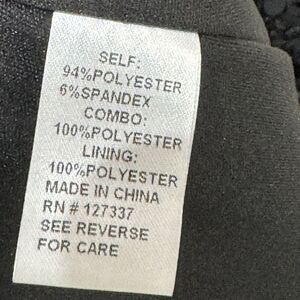 SELF:
94%POLYESTER
6%SPANDEX
COMBO:
100%POLYESTER
LINING:
100%POLYESTER
MADE IN CHINA
RN # 127337
SEE REVERSE
FOR CARE